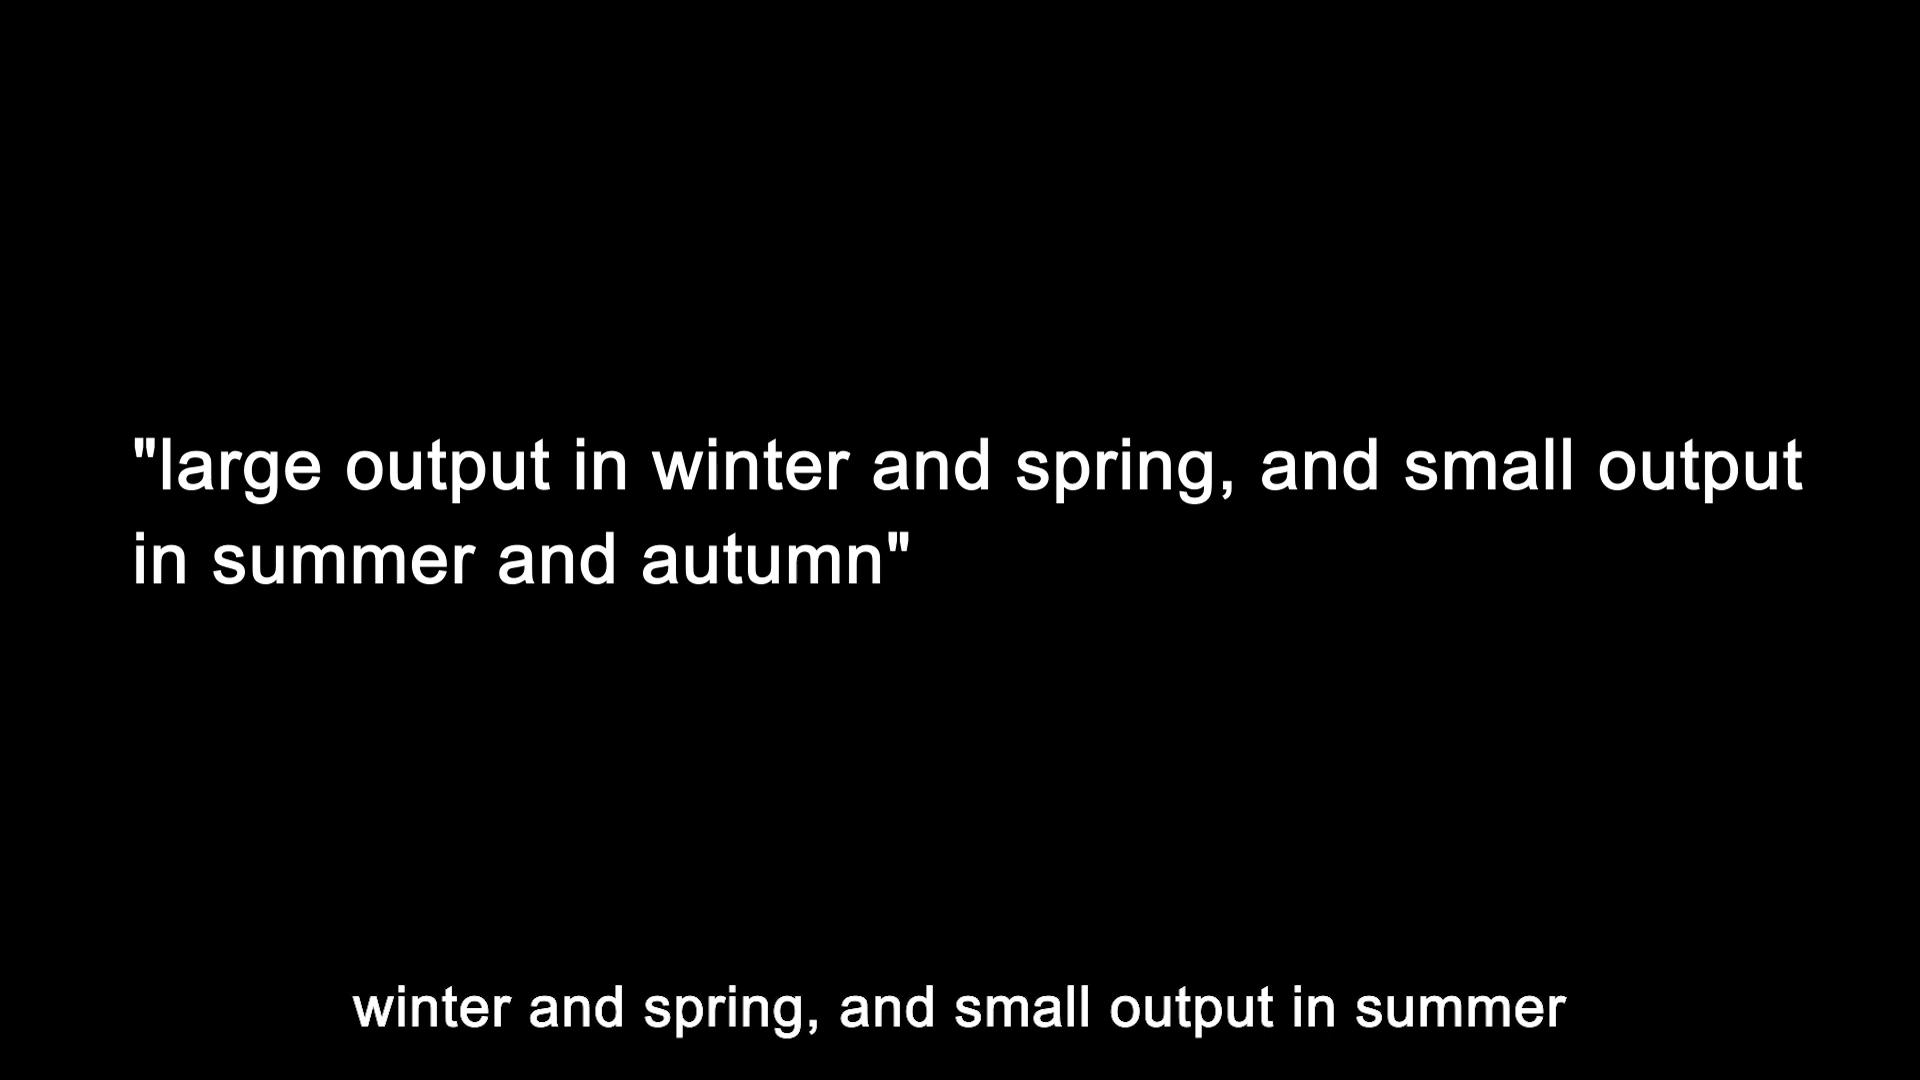 "large output in winter and spring, and small output
in summer and autumn"
winter and spring, and small output in summer